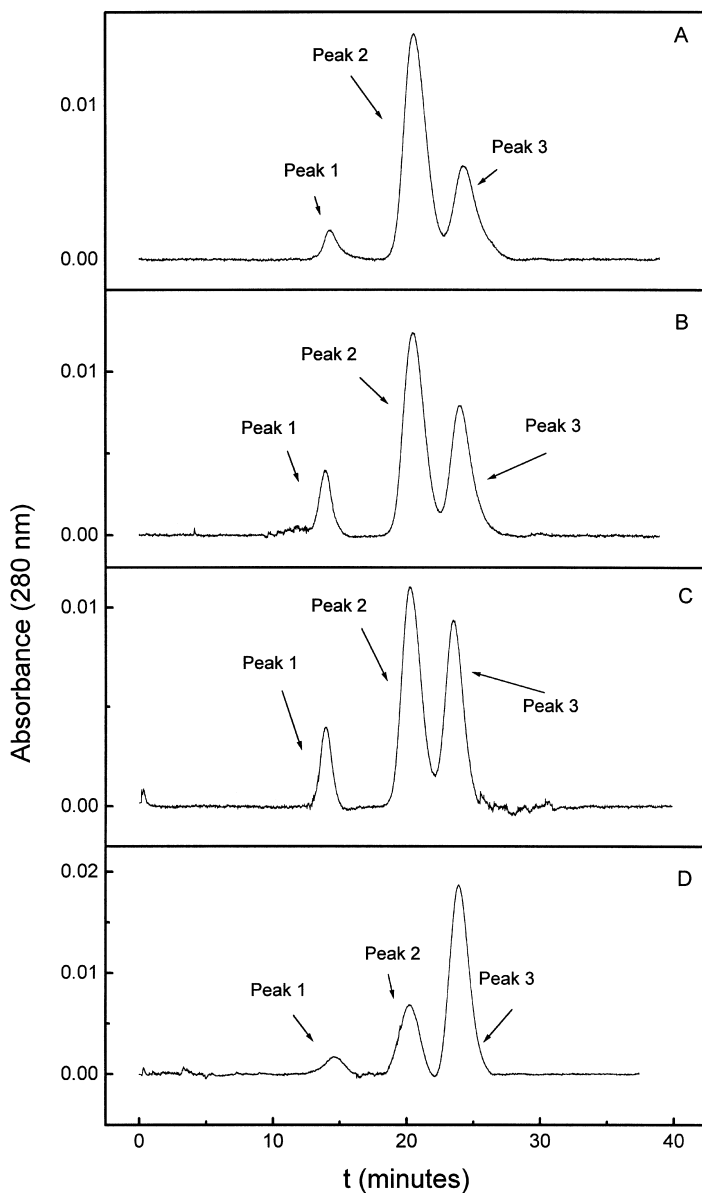 A
Peak 2
0.01
Peak 3
Peak 1
0.00
B
Peak 2
0.01
Peak 3
Peak 1
0.00
C
0.01
Peak 2
Peak 1
Peak 3
0.00
0.02
D
Peak 2
0.01
Peak 3
Peak 1
0.00
0 10 20 30 40
t (minutes)
Absorbance (280 nm)